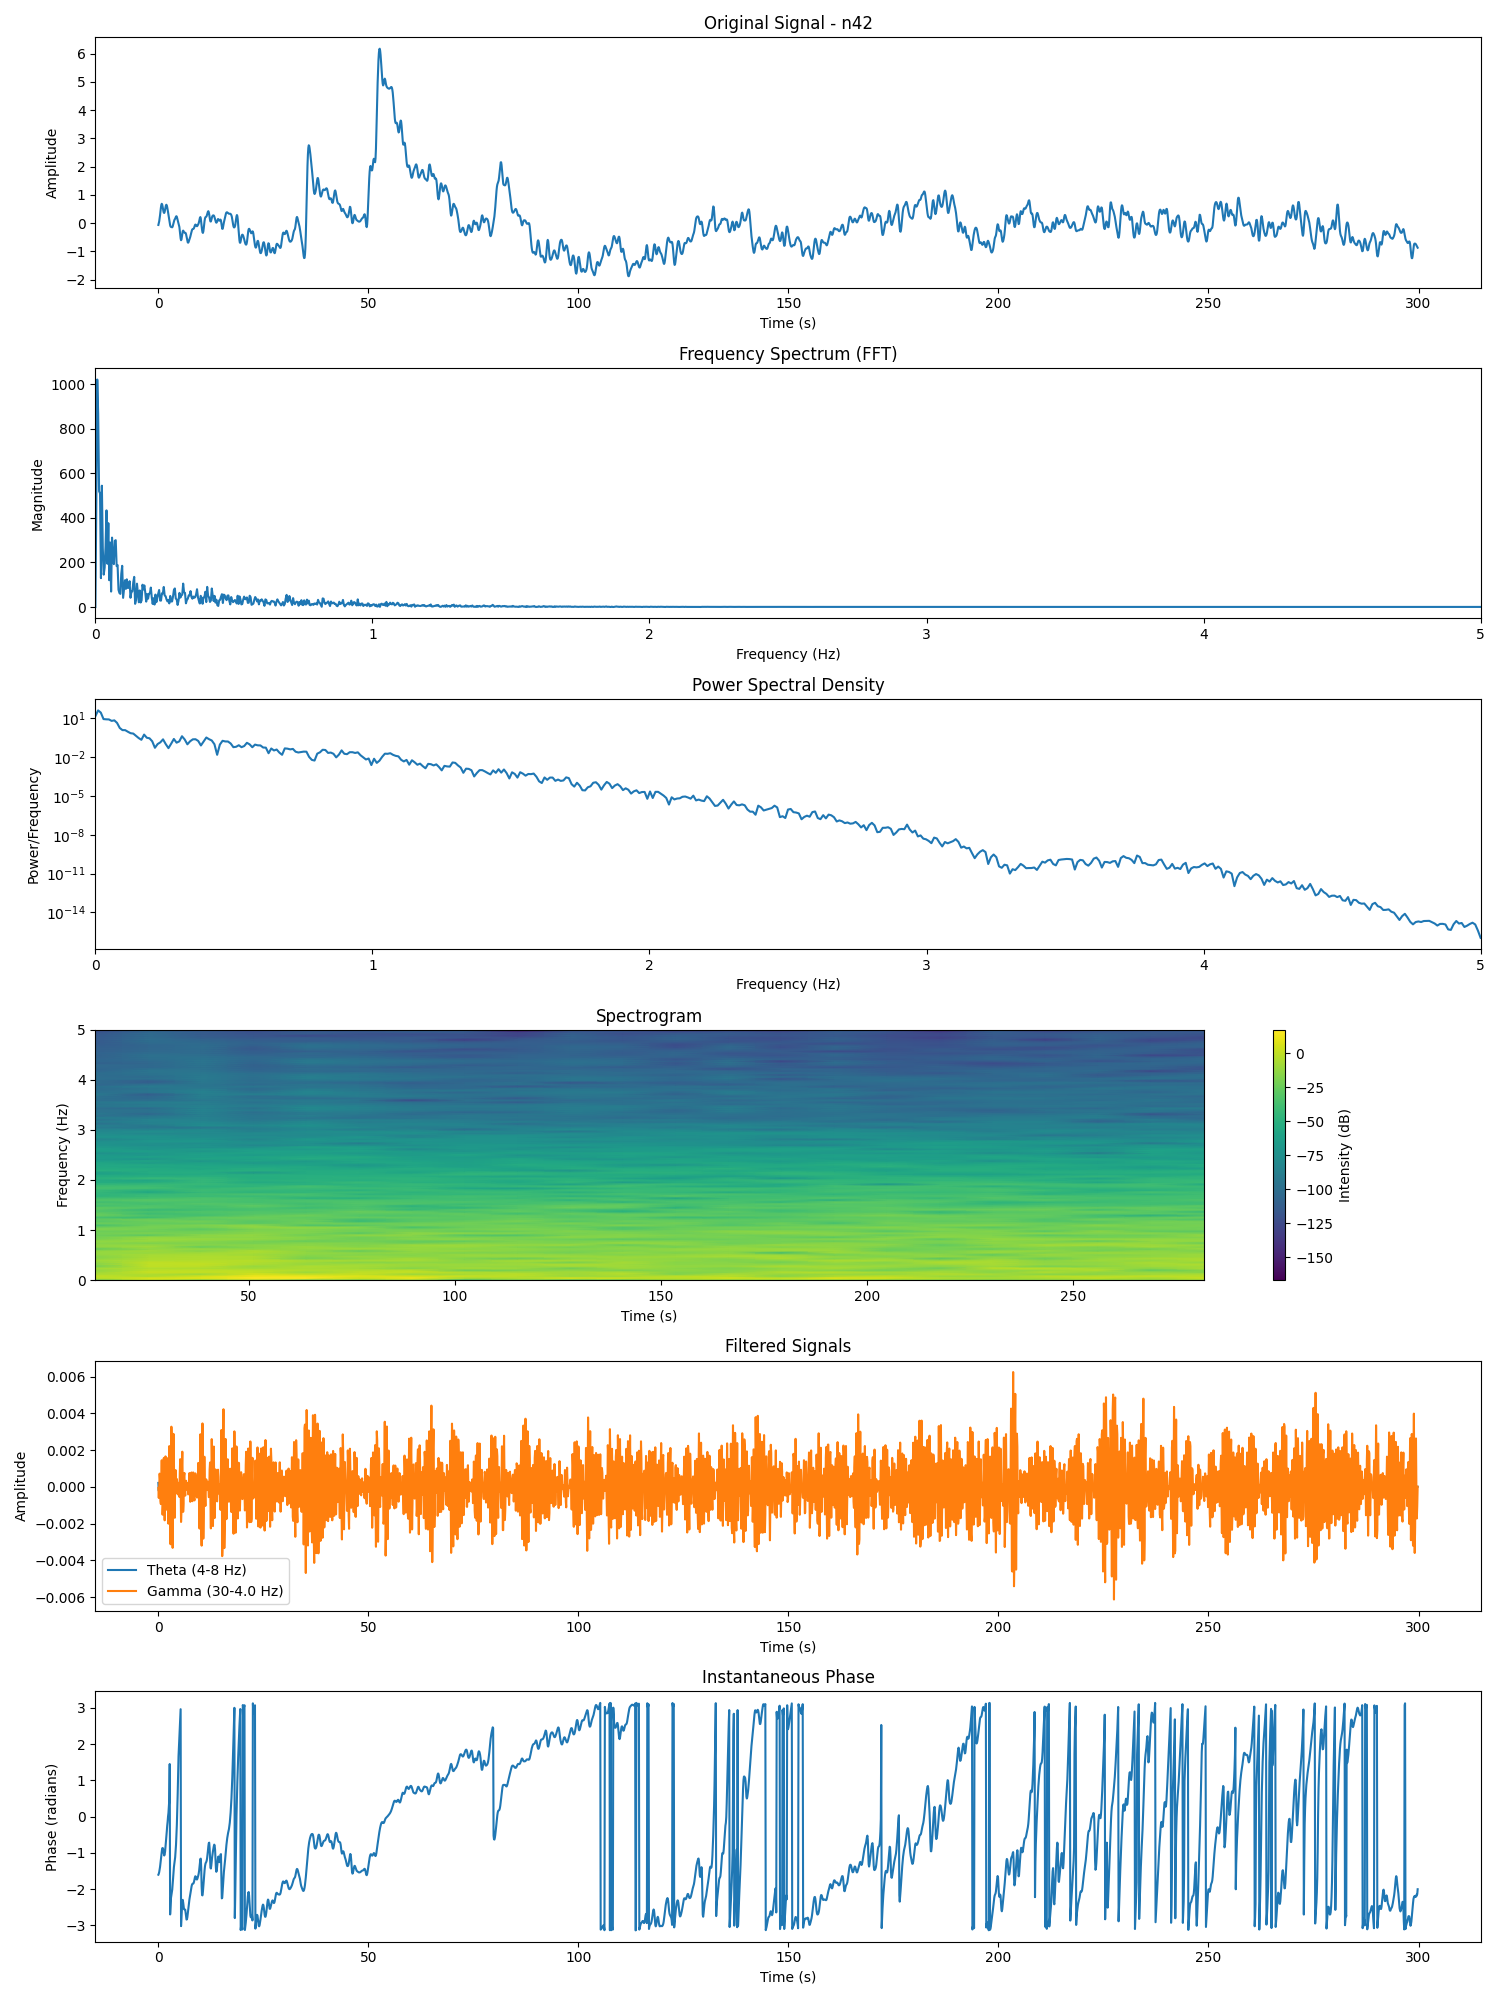 Original Signal - n42
6
5
4
3
2
1
0
−1
−2
Amplitude
0 50 100 150 200 250 300
Time (s)
Frequency Spectrum (FFT)
1000
800
600
400
200
0
Magnitude
0 1 2 3 4 5
Frequency (Hz)
Power Spectral Density
10^1
10^−2
10^−5
10^−8
10^−11
10^−14
Power/Frequency
0 1 2 3 4 5
Frequency (Hz)
Spectrogram
5
4
3
2
1
0
Frequency (Hz)
50 100 150 200 250
Time (s)
0
−25
−50
−75
−100
−125
−150
Intensity (dB)
Filtered Signals
0.006
0.004
0.002
0.000
−0.002
−0.004
−0.006
Amplitude
Theta (4-8 Hz)
Gamma (30-4.0 Hz)
0 50 100 150 200 250 300
Time (s)
Instantaneous Phase
3
2
1
0
−1
−2
−3
Phase (radians)
0 50 100 150 200 250 300
Time (s)